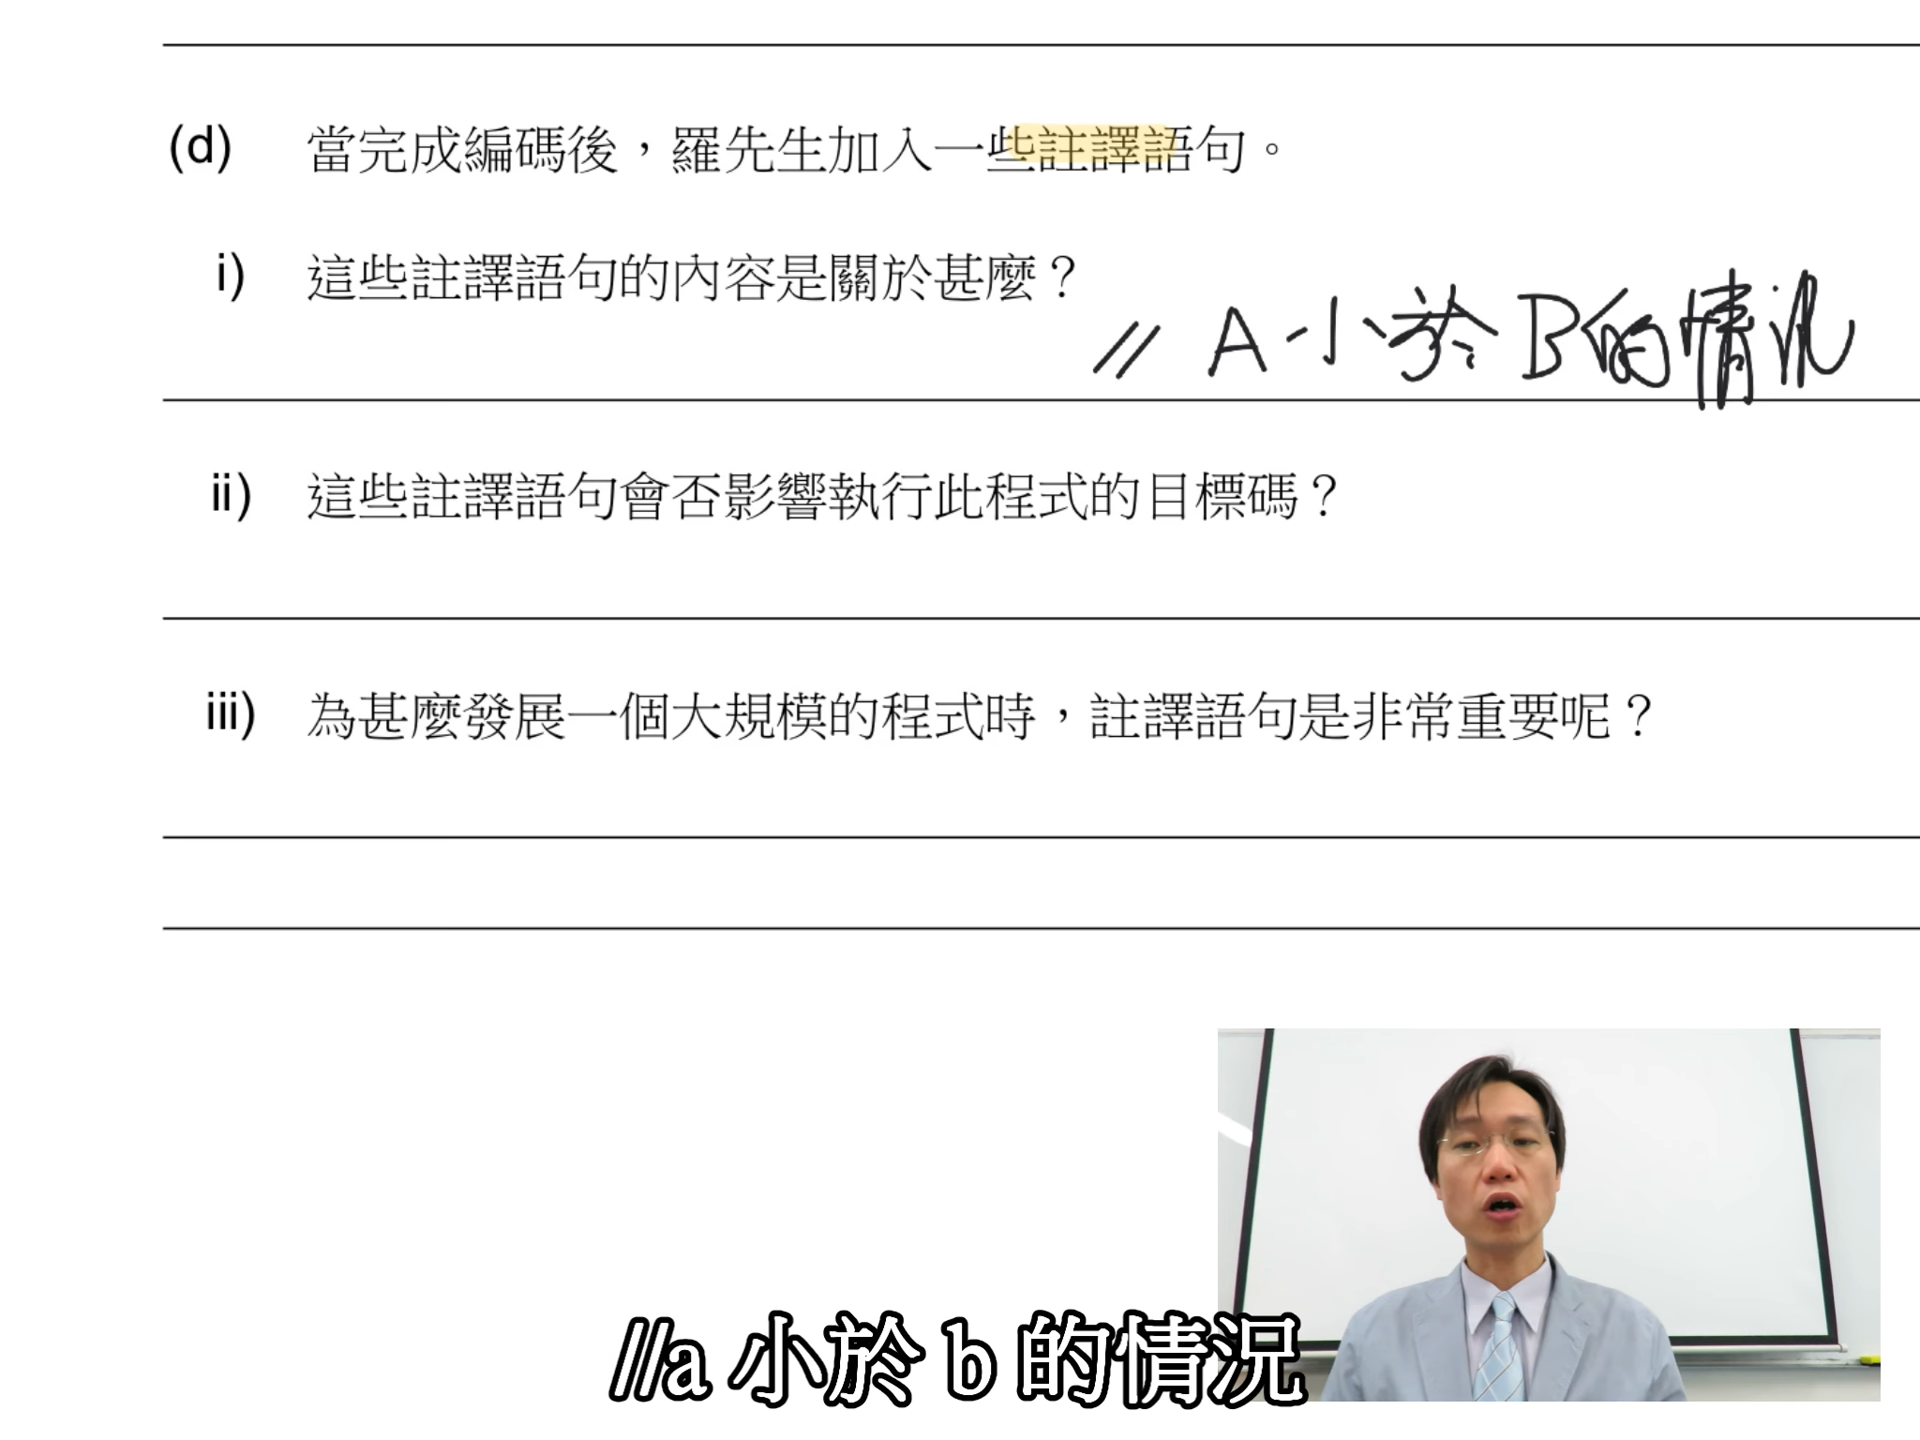 (d) 當完成編碼後，羅先生加入一些註譯語句。
i) 這些註譯語句的內容是關於甚麼？
// A 小於 B 的情況
ii) 這些註譯語句會否影響執行此程式的目標碼？
iii) 為甚麼發展一個大規模的程式時，註譯語句是非常重要呢？
//a 小於 b 的情況